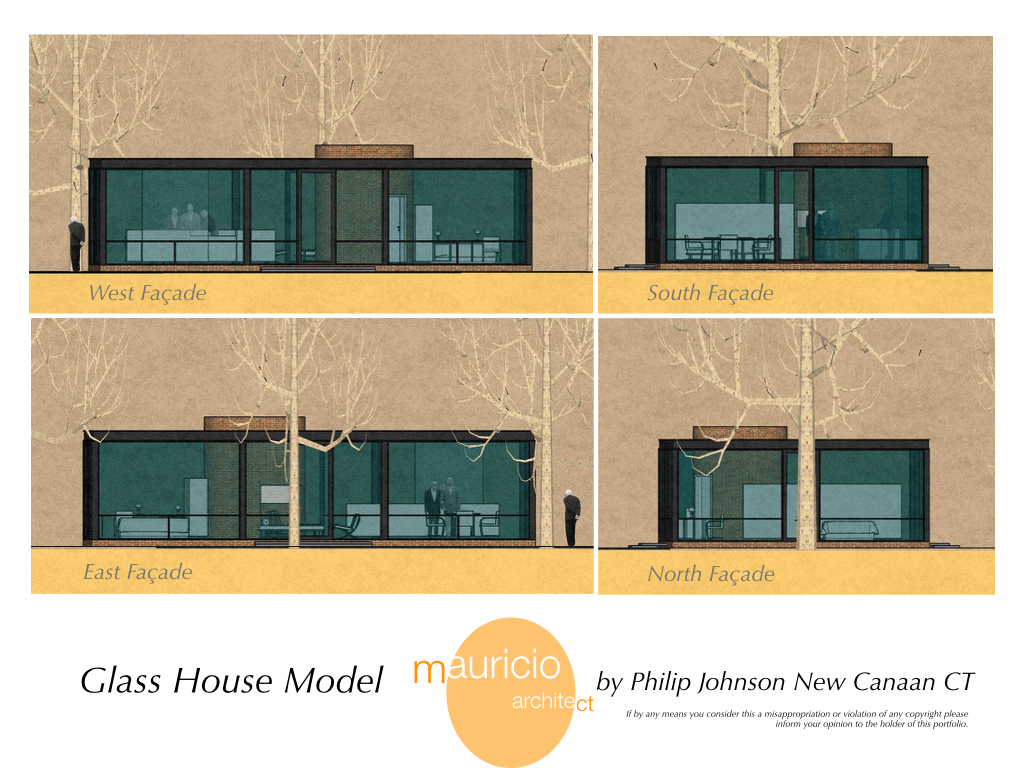 West Façade
South Façade
East Façade
North Façade
Glass House Model
mauricio
architect
by Philip Johnson New Canaan CT
If by any means you consider this a misappropriation or violation of any copyright please
inform your opinion to the holder of this portfolio.